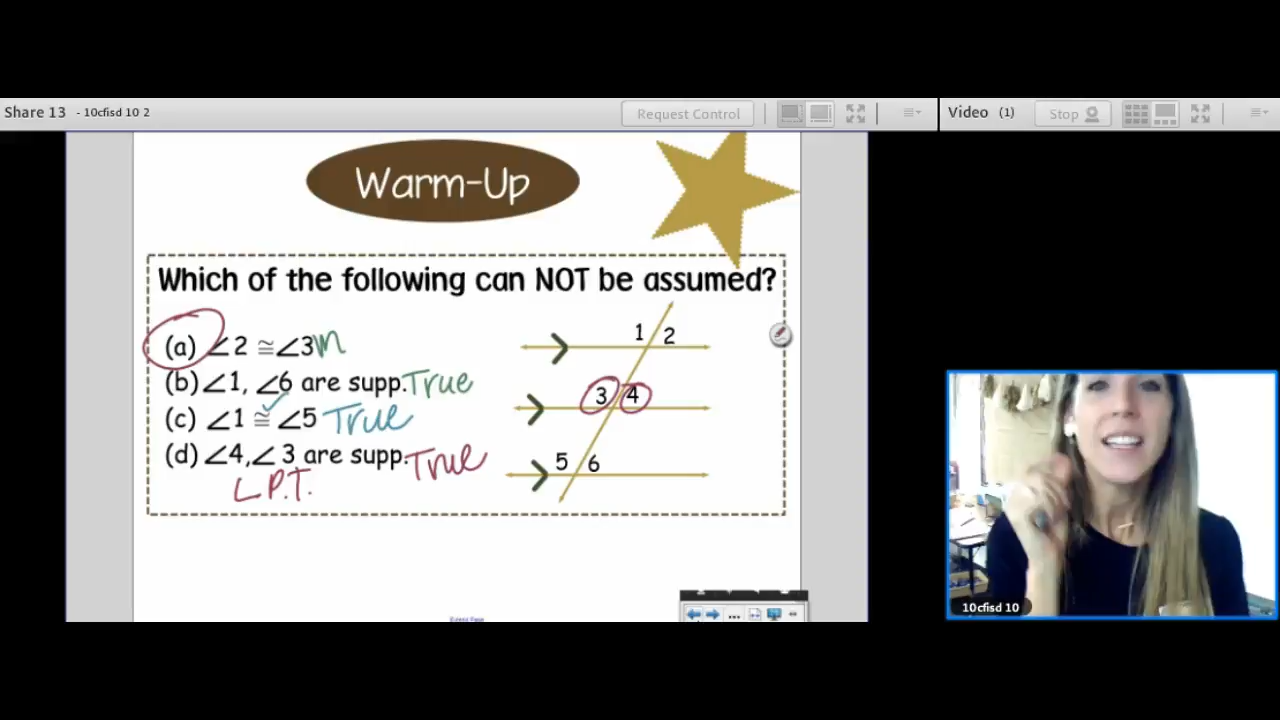 Share 13 - 10cfisd 10 2
Request Control
Video (1)
Stop
Warm-Up
Which of the following can NOT be assumed?
(a) ∠2 ≅ ∠3 m
(b) ∠1, ∠6 are supp. True
(c) ∠1 ≅ ∠5 True
(d) ∠4, ∠3 are supp. True
L.P.T.
1 2
3 4
5 6
10cfisd 10
Extend Page
...